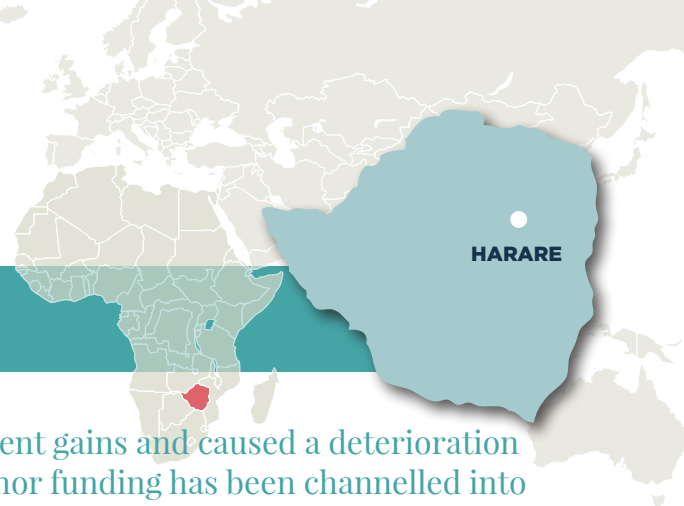 HARARE
ent gains and caused a deterioration
nor funding has been channelled into